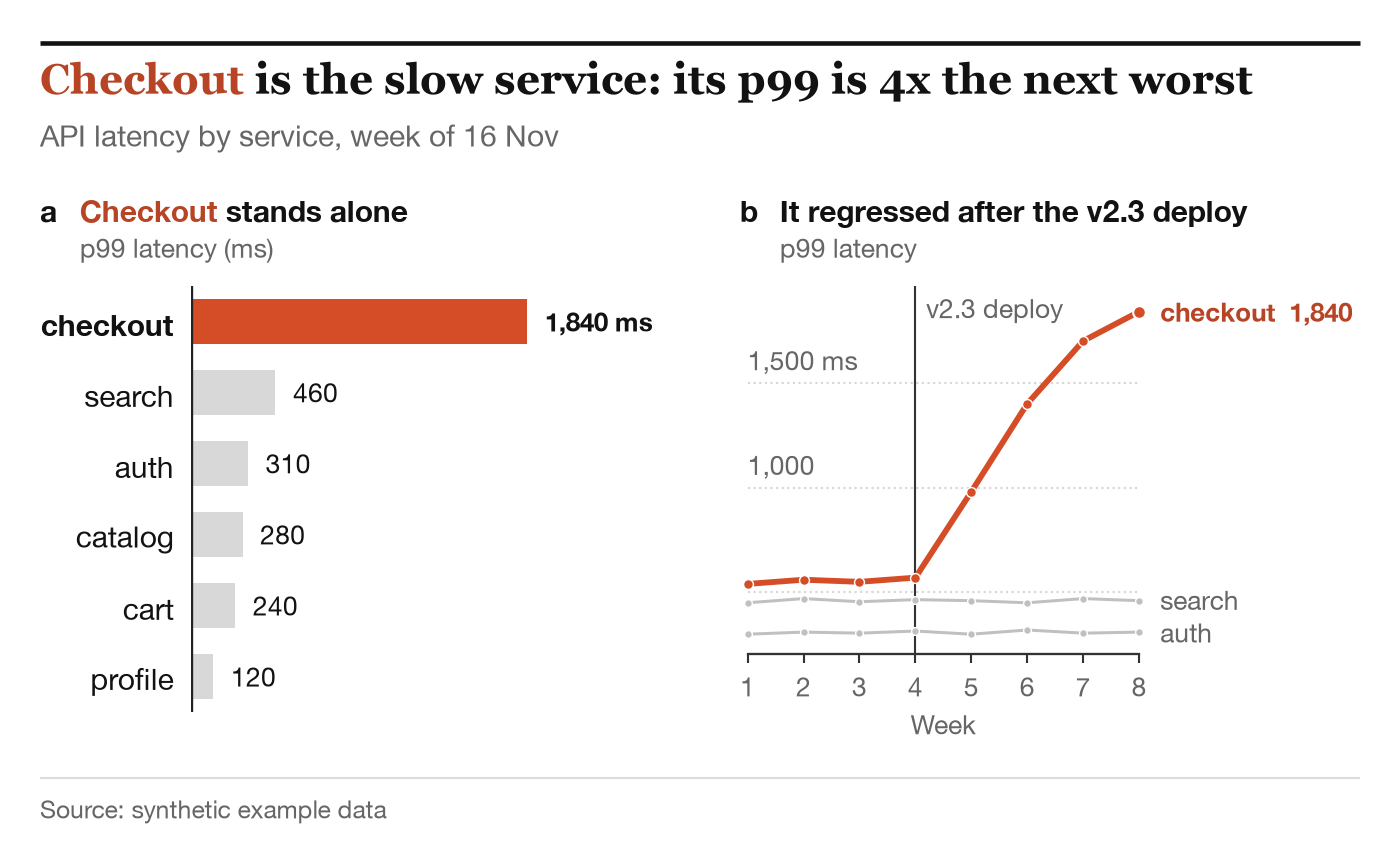 Checkout is the slow service: its p99 is 4x the next worst
API latency by service, week of 16 Nov
a Checkout stands alone
p99 latency (ms)
checkout 1,840 ms
search 460
auth 310
catalog 280
cart 240
profile 120
b It regressed after the v2.3 deploy
p99 latency
v2.3 deploy
checkout 1,840
1,500 ms
1,000
search
auth
1 2 3 4 5 6 7 8
Week
Source: synthetic example data